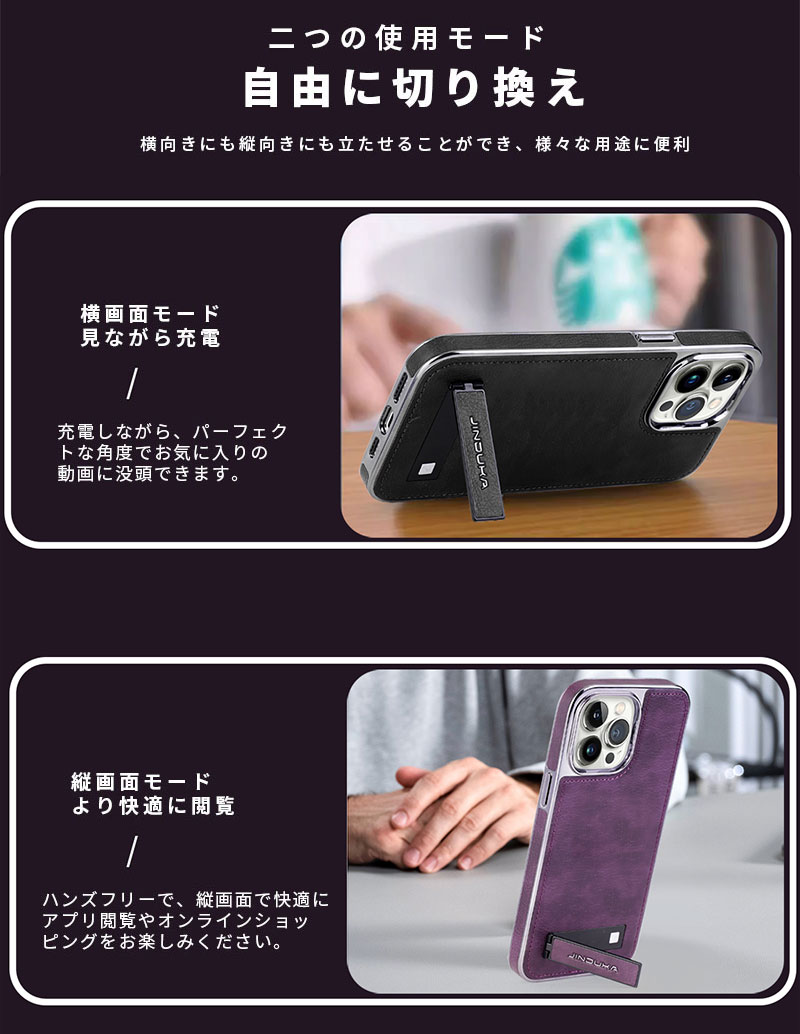 二つの使用モード
自由に切り換え
横向きにも縦向きにも立たせることができ、様々な用途に便利
横画面モード
見ながら充電
充電しながら、パーフェク
トな角度でお気に入りの
動画に没頭できます。
JINDUKA
縦画面モード
より快適に閲覧
ハンズフリーで、縦画面で快適に
アプリ閲覧やオンラインショッ
ピングをお楽しみください。
JINDUKA